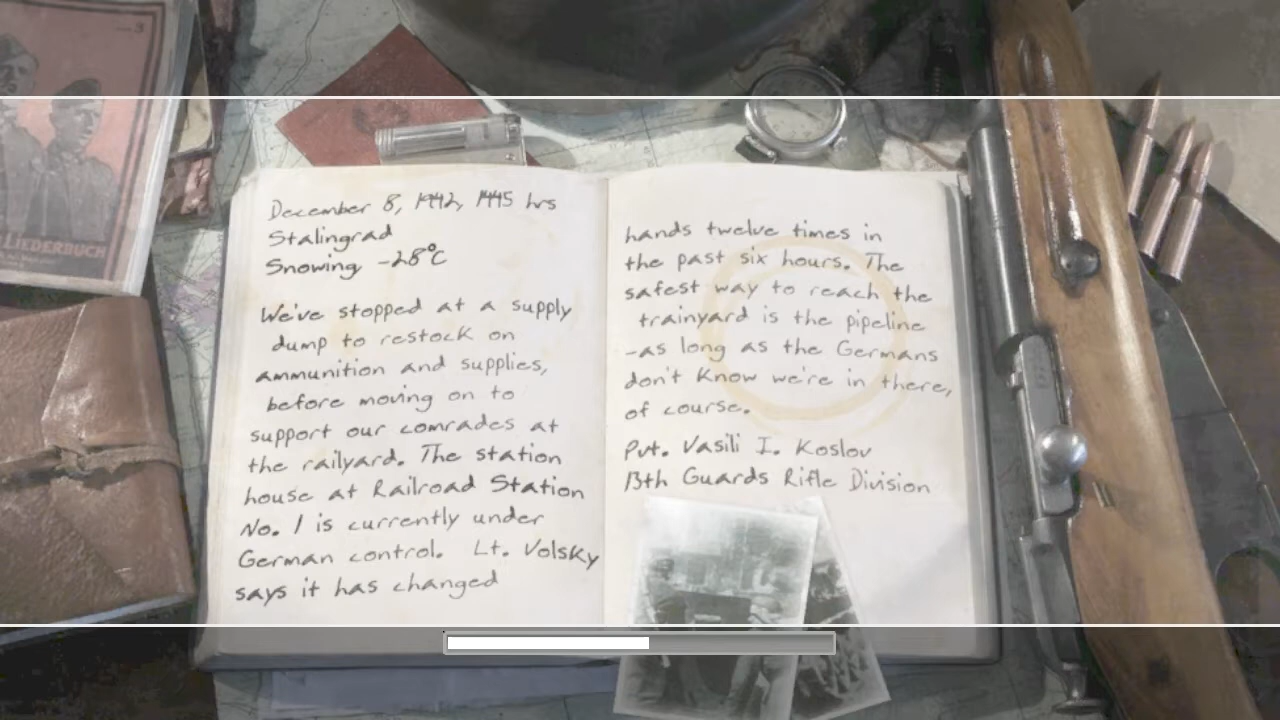 3
LIEDERBUCH
December 8, 1942, 1445 hrs
Stalingrad
Snowing -28°C
We've stopped at a supply
dump to restock on
ammunition and supplies,
before moving on to
support our comrades at
the railyard. The station
house at Railroad Station
No. 1 is currently under
German control. Lt. Volsky
says it has changed
hands twelve times in
the past six hours. The
safest way to reach the
trainyard is the pipeline
-as long as the Germans
don't know we're in there,
of course.
Pvt. Vasili I. Koslov
13th Guards Rifle Division